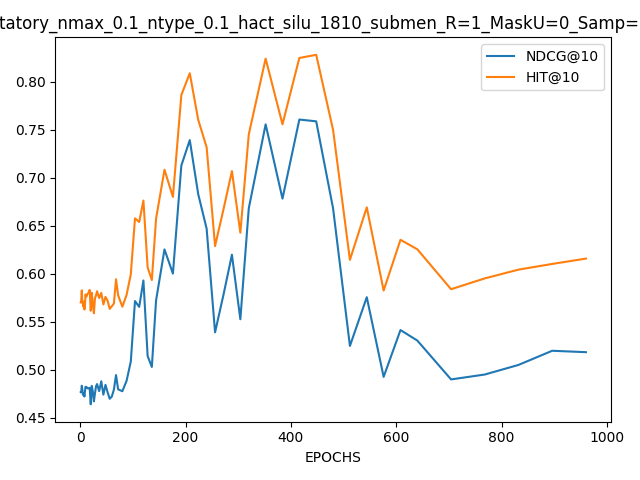 tatory_nmax_0.1_ntype_0.1_hact_silu_1810_submen_R=1_MaskU=0_Samp=
NDCG@10
HIT@10
0.80
0.75
0.70
0.65
0.60
0.55
0.50
0.45
0 200 400 600 800 1000
EPOCHS